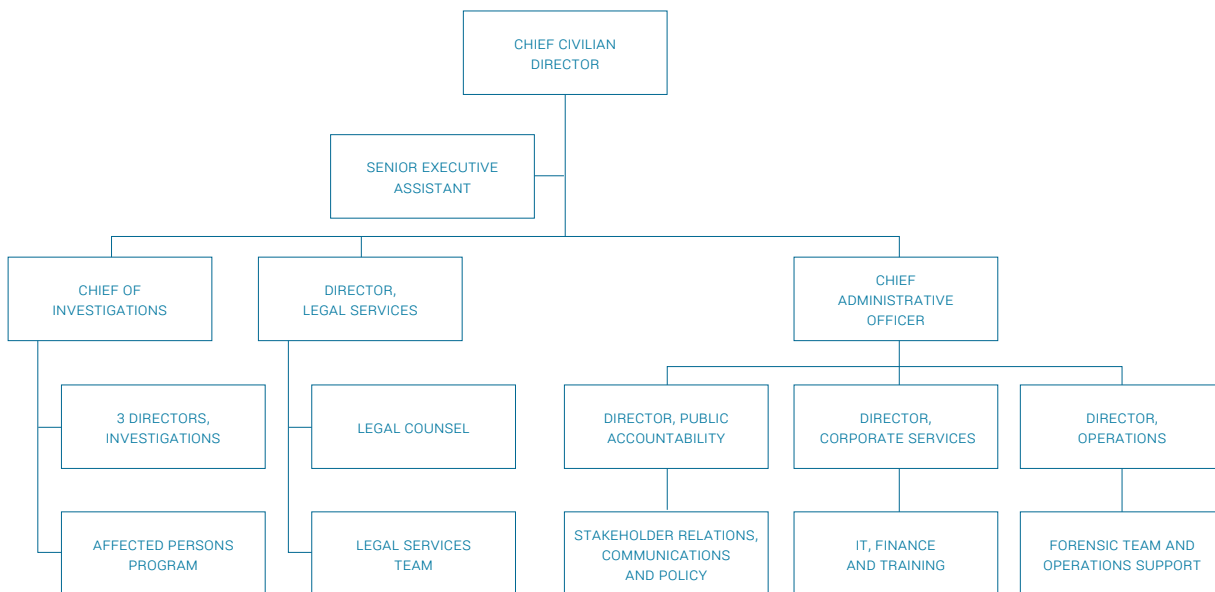 CHIEF CIVILIAN
DIRECTOR
SENIOR EXECUTIVE
ASSISTANT
CHIEF OF
INVESTIGATIONS
DIRECTOR,
LEGAL SERVICES
CHIEF
ADMINISTRATIVE
OFFICER
3 DIRECTORS,
INVESTIGATIONS
LEGAL COUNSEL
DIRECTOR, PUBLIC
ACCOUNTABILITY
DIRECTOR,
CORPORATE SERVICES
DIRECTOR,
OPERATIONS
AFFECTED PERSONS
PROGRAM
LEGAL SERVICES
TEAM
STAKEHOLDER RELATIONS,
COMMUNICATIONS
AND POLICY
IT, FINANCE
AND TRAINING
FORENSIC TEAM AND
OPERATIONS SUPPORT